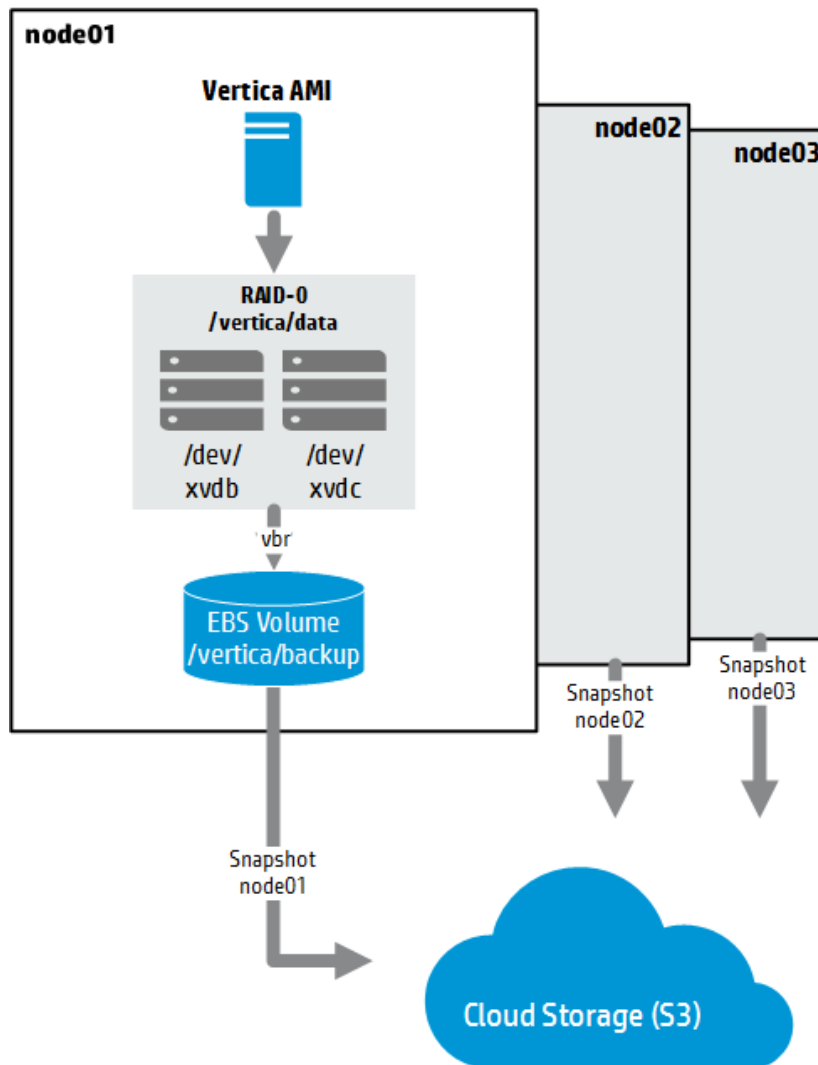 node01
Vertica AMI
node02
node03
RAID-0
/vertica/data
/dev/
xvdb
/dev/
xvdc
vbr
EBS Volume
/vertica/backup
Snapshot
node02
Snapshot
node03
Snapshot
node01
Cloud Storage (S3)